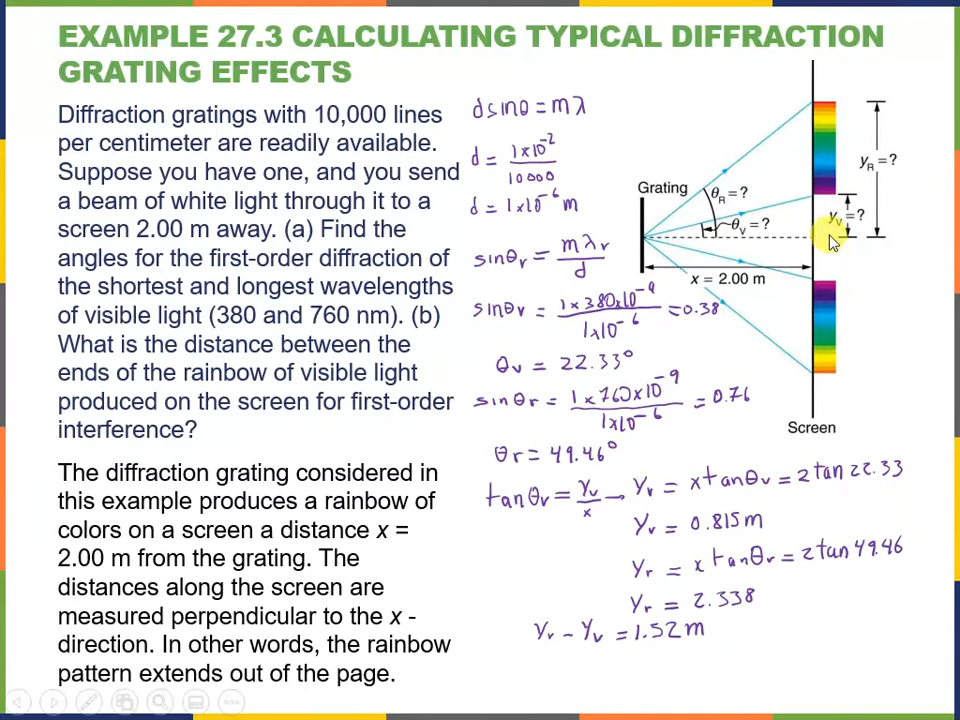 EXAMPLE 27.3 CALCULATING TYPICAL DIFFRACTION
GRATING EFFECTS
Diffraction gratings with 10,000 lines
per centimeter are readily available.
Suppose you have one, and you send
a beam of white light through it to a
screen 2.00 m away. (a) Find the
angles for the first-order diffraction of
the shortest and longest wavelengths
of visible light (380 and 760 nm). (b)
What is the distance between the
ends of the rainbow of visible light
produced on the screen for first-order
interference?
The diffraction grating considered in
this example produces a rainbow of
colors on a screen a distance x =
2.00 m from the grating. The
distances along the screen are
measured perpendicular to the x -
direction. In other words, the rainbow
pattern extends out of the page.
d sinθ = mλ
d = 1×10⁻² / 10000
d = 1×10⁻⁶ m
sinθr = mλr / d
sinθv = 1×380×10⁻⁹ / 1×10⁻⁶ = 0.38
θv = 22.33°
sinθr = 1×760×10⁻⁹ / 1×10⁻⁶ = 0.76
θr = 49.46°
tanθv = yv / x → yv = x tanθv = 2 tan 22.33
yv = 0.815 m
yr = x tanθr = 2 tan 49.46
yr = 2.338
yr - yv = 1.52 m
Grating
θR = ?
θV = ?
x = 2.00 m
yR = ?
yV = ?
Screen